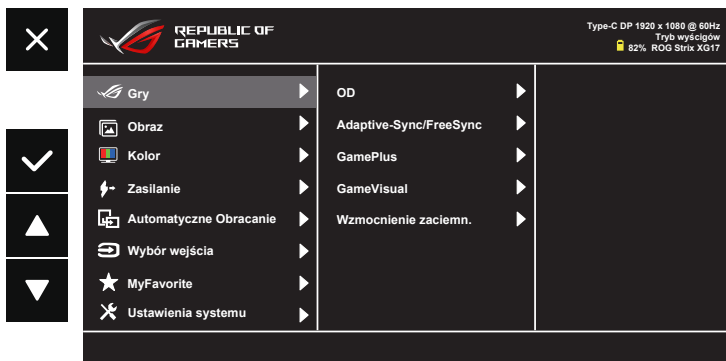 REPUBLIC OF
GAMERS
Type-C DP 1920 x 1080 @ 60Hz
Tryb wyścigów
82% ROG Strix XG17
Gry
Obraz
Kolor
Zasilanie
Automatyczne Obracanie
Wybór wejścia
MyFavorite
Ustawienia systemu
OD
Adaptive-Sync/FreeSync
GamePlus
GameVisual
Wzmocnienie zaciemn.